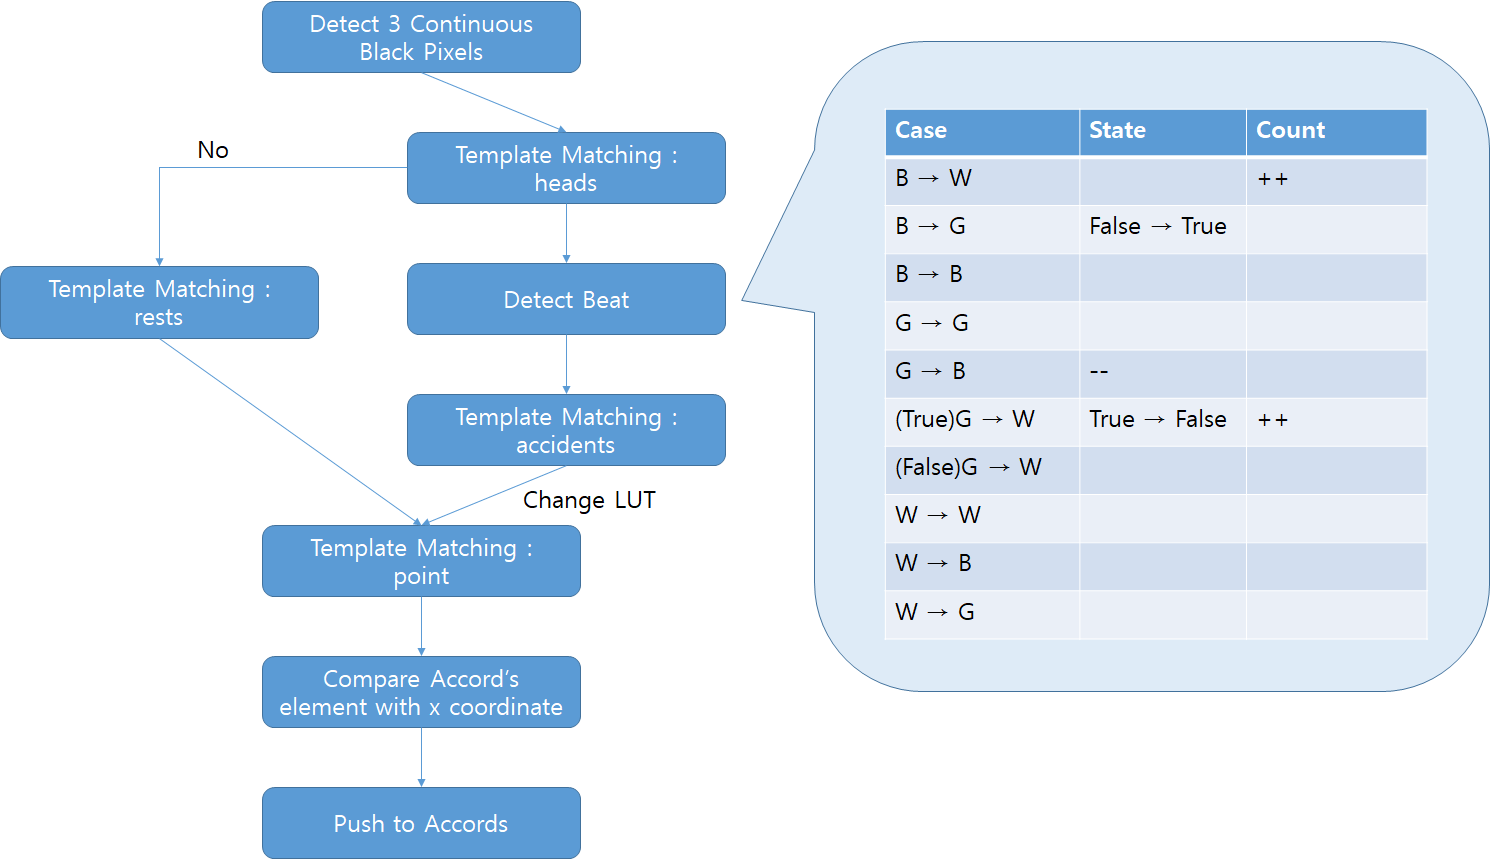 Detect 3 Continuous
Black Pixels
No
Template Matching :
heads
Template Matching :
rests
Detect Beat
Template Matching :
accidents
Change LUT
Template Matching :
point
Compare Accord’s
element with x coordinate
Push to Accords
Case State Count
B → W ++
B → G False → True
B → B
G → G
G → B --
(True)G → W True → False ++
(False)G → W
W → W
W → B
W → G